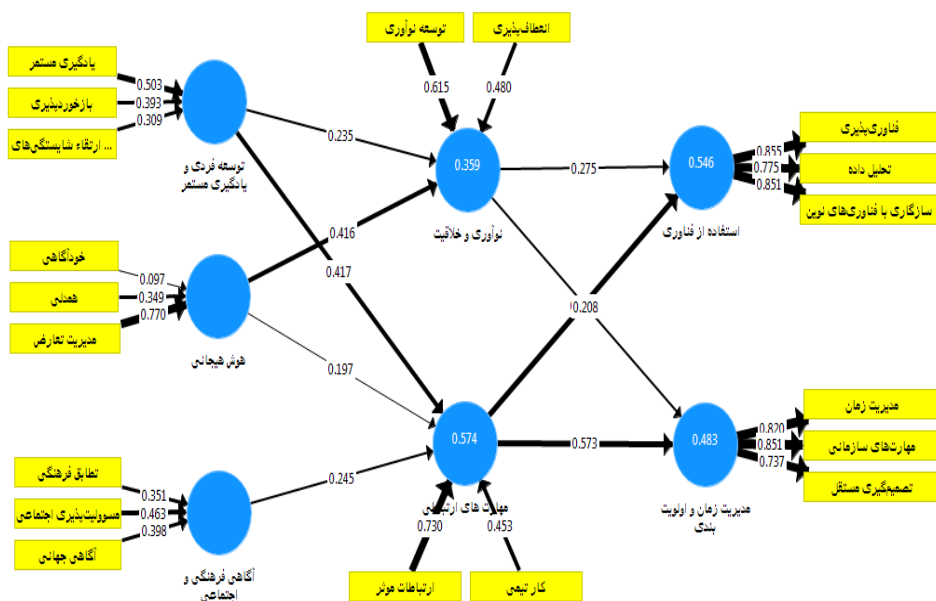 توسعه نوآوری
انعطاف‌پذیری
0.615
0.480
یادگیری مستمر
بازخوردپذیری
ارتقاء شایستگی‌های ...
0.503
0.393
0.309
توسعه فردی و
یادگیری مستمر
0.235
0.359
نوآوری و خلاقیت
0.275
0.546
استفاده از فناوری
0.855
0.775
0.851
فناوری‌پذیری
تحلیل داده
سازگاری با فناوری‌های نوین
0.416
0.417
خودآگاهی
همدلی
مدیریت تعارض
0.097
0.349
0.770
هوش هیجانی
0.197
0.208
تطابق فرهنگی
مسوولیت‌پذیری اجتماعی
آگاهی جهانی
0.351
0.463
0.398
آگاهی فرهنگی و
اجتماعی
0.245
0.574
مهارت های ارتباطی
0.573
0.483
مدیریت زمان و اولویت
بندی
0.820
0.851
0.737
مدیریت زمان
مهارت‌های سازمانی
تصمیم‌گیری مستقل
0.730
0.453
ارتباطات موثر
کار تیمی